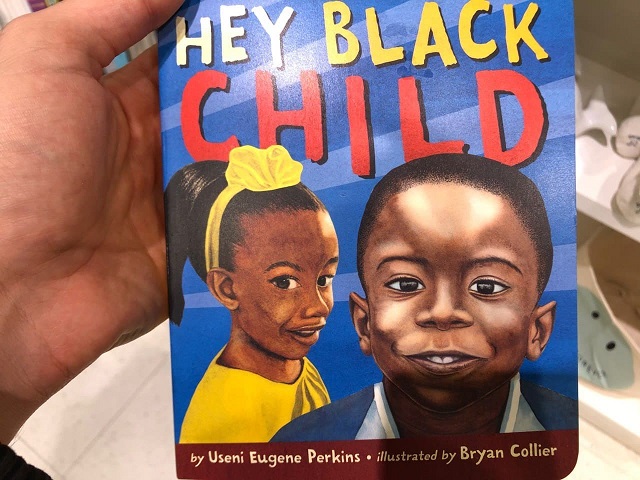 HEY BLACK
CHILD
by Useni Eugene Perkins • illustrated by Bryan Collier